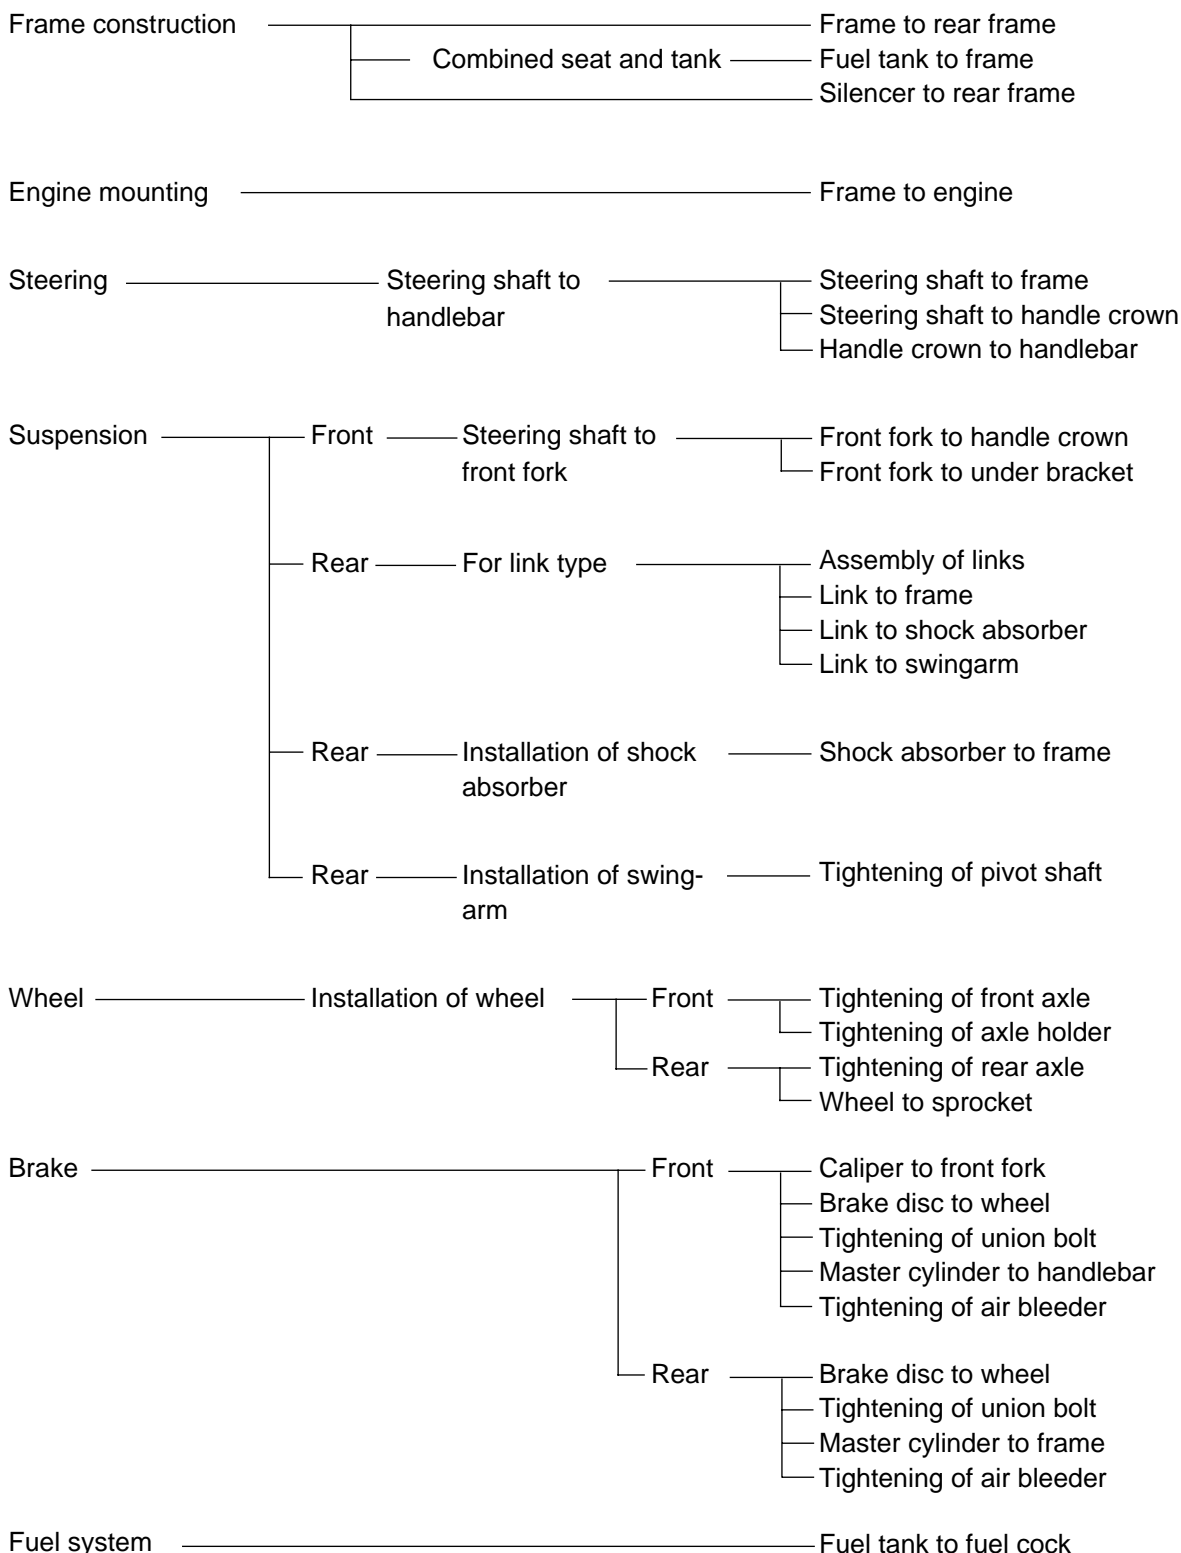 Frame construction Frame to rear frame
Combined seat and tank Fuel tank to frame
Silencer to rear frame
Engine mounting Frame to engine
Steering Steering shaft to handlebar Steering shaft to frame
Steering shaft to handle crown
Handle crown to handlebar
Suspension Front Steering shaft to front fork Front fork to handle crown
Front fork to under bracket
Rear For link type Assembly of links
Link to frame
Link to shock absorber
Link to swingarm
Rear Installation of shock absorber Shock absorber to frame
Rear Installation of swing-
arm Tightening of pivot shaft
Wheel Installation of wheel Front Tightening of front axle
Tightening of axle holder
Rear Tightening of rear axle
Wheel to sprocket
Brake Front Caliper to front fork
Brake disc to wheel
Tightening of union bolt
Master cylinder to handlebar
Tightening of air bleeder
Rear Brake disc to wheel
Tightening of union bolt
Master cylinder to frame
Tightening of air bleeder
Fuel system Fuel tank to fuel cock